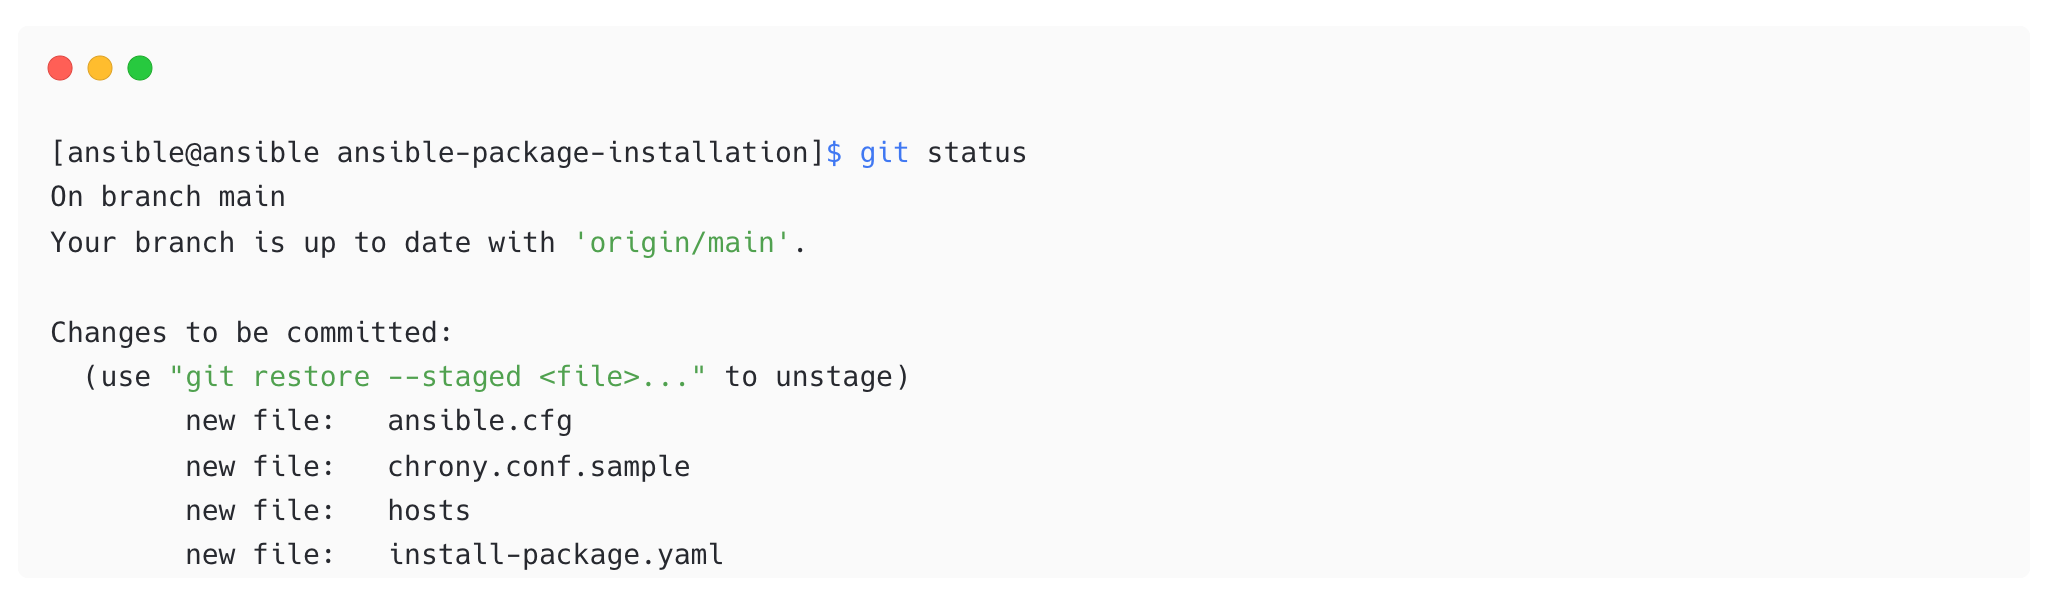 [ansible@ansible ansible-package-installation]$ git status
On branch main
Your branch is up to date with 'origin/main'.
Changes to be committed:
(use "git restore --staged <file>..." to unstage)
new file:   ansible.cfg
new file:   chrony.conf.sample
new file:   hosts
new file:   install-package.yaml